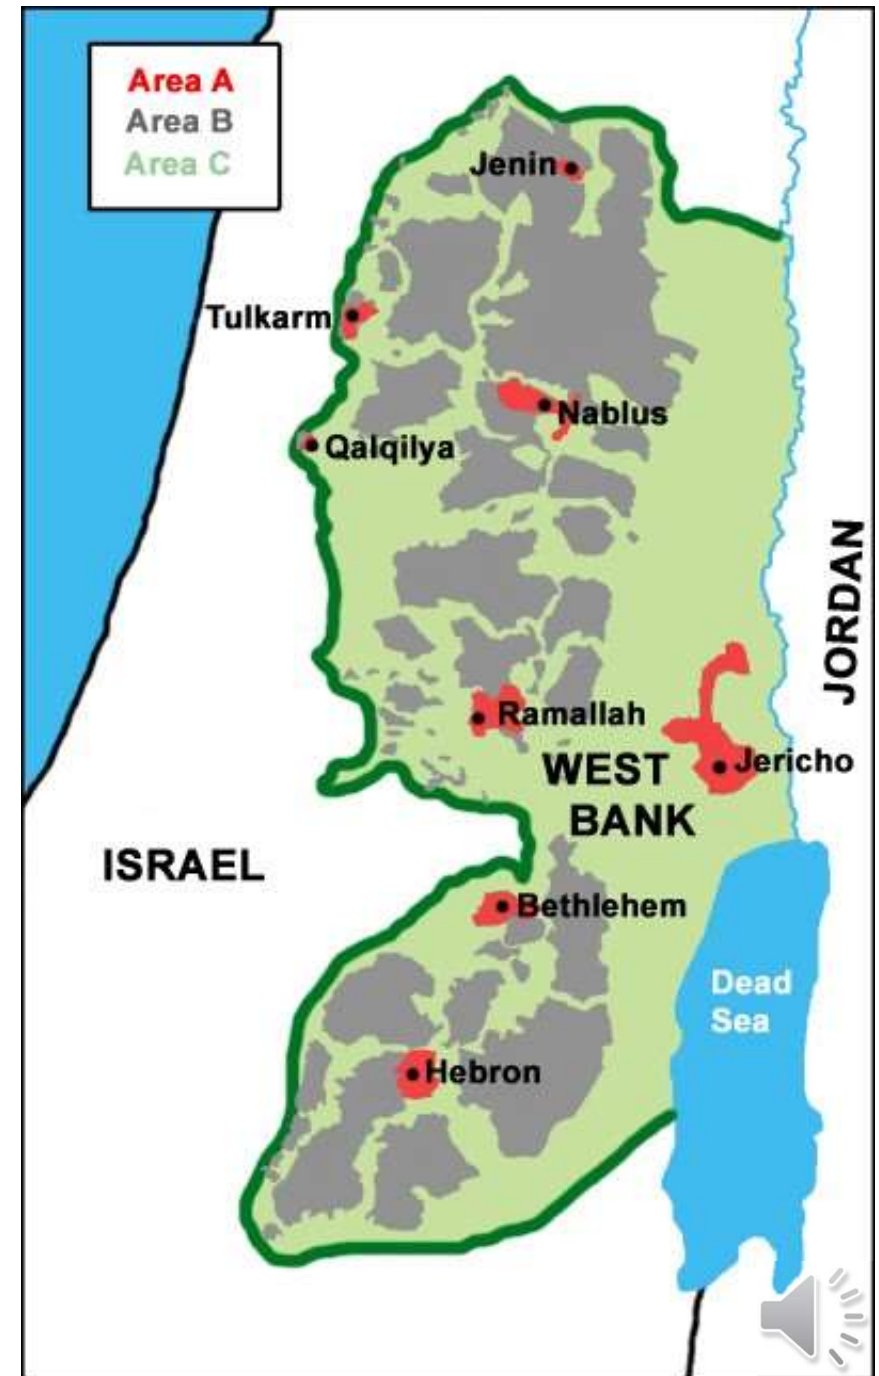 Area A
Area B
Area C
Jenin
Tulkarm
Nablus
Qalqilya
JORDAN
Ramallah
Jericho
WEST
BANK
ISRAEL
Bethlehem
Dead
Sea
Hebron